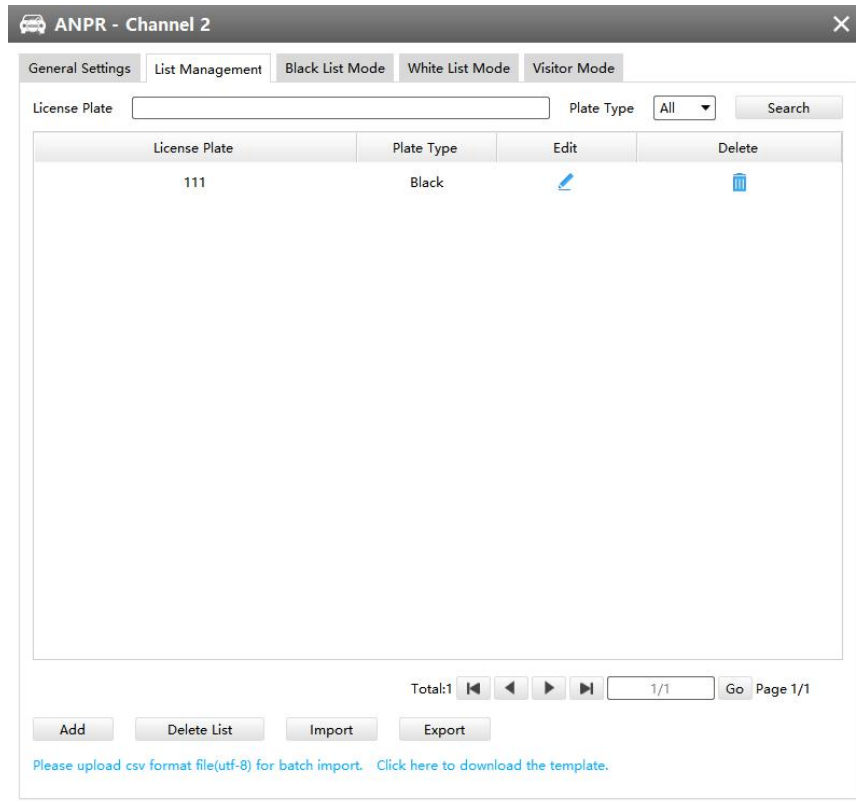 ANPR - Channel 2
General Settings List Management Black List Mode White List Mode Visitor Mode
License Plate Plate Type All Search
License Plate Plate Type Edit Delete
111 Black
Total:1 1/1 Go Page 1/1
Add Delete List Import Export
Please upload csv format file(utf-8) for batch import. Click here to download the template.